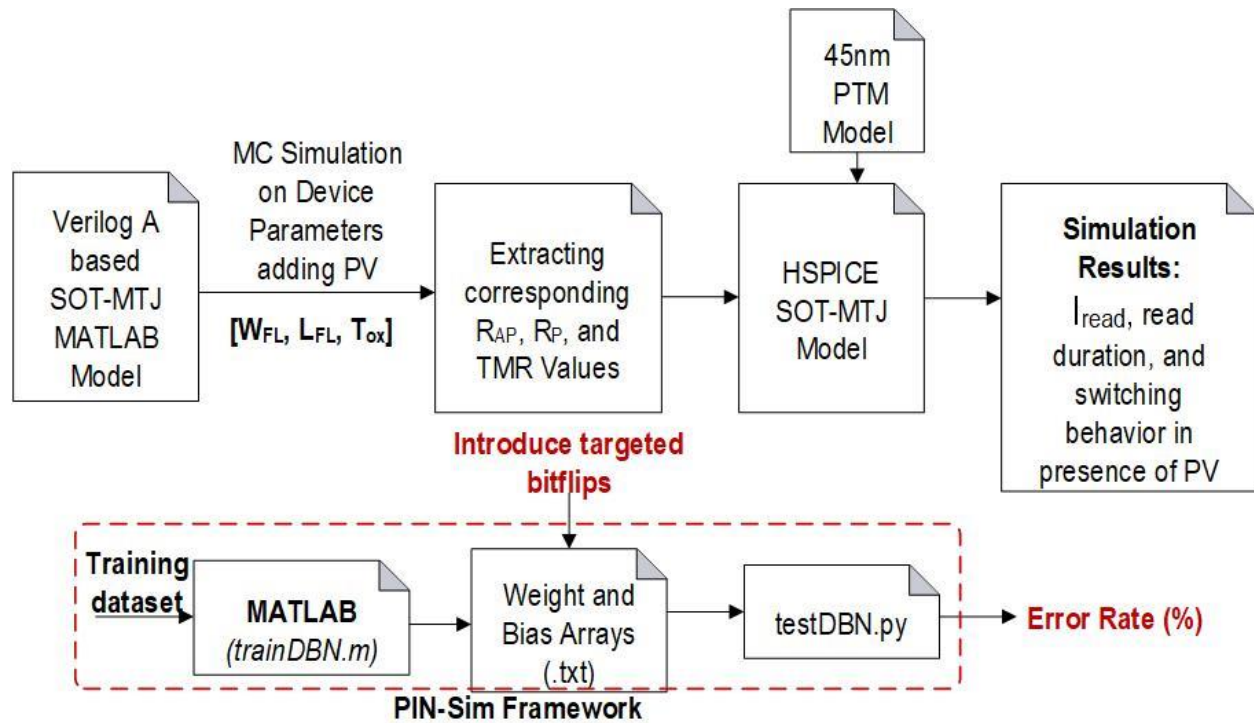 45nm
PTM
Model
Verilog A
based
SOT-MTJ
MATLAB
Model
MC Simulation
on Device
Parameters
adding PV
[WFL, LFL, Tox]
Extracting
corresponding
RAP, RP, and
TMR Values
HSPICE
SOT-MTJ
Model
Simulation
Results:
Iread, read
duration, and
switching
behavior in
presence of PV
Introduce targeted
bitflips
Training
dataset
MATLAB
(trainDBN.m)
Weight and
Bias Arrays
(.txt)
testDBN.py
Error Rate (%)
PIN-Sim Framework